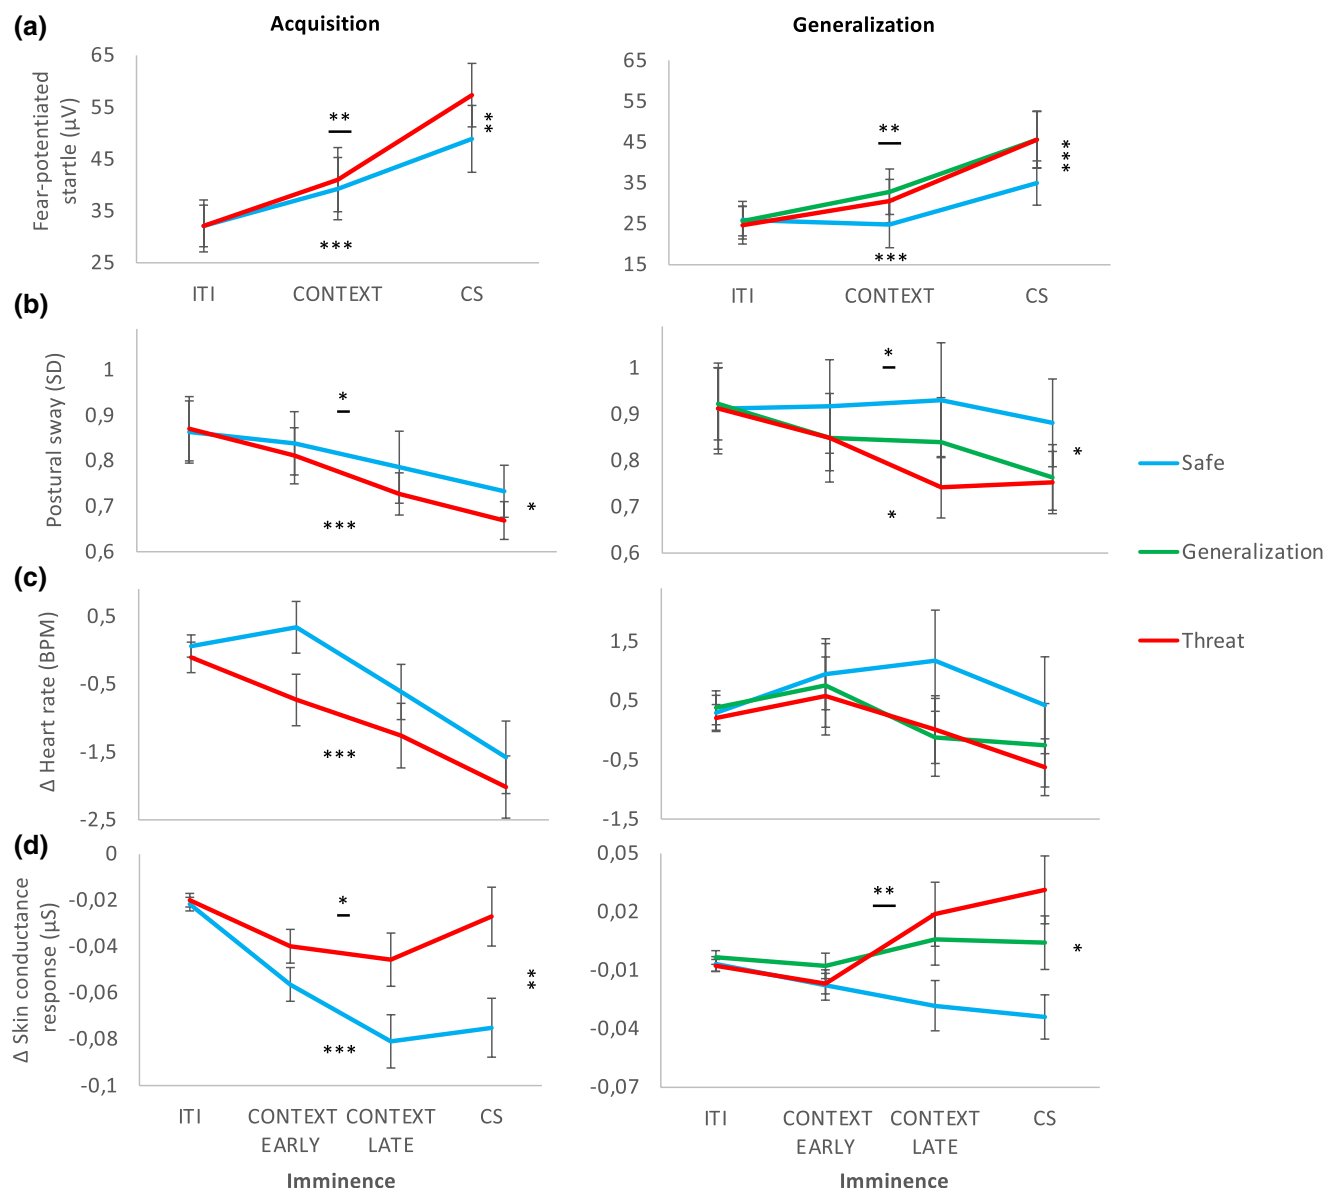 (a)
Acquisition
Generalization
Fear-potentiated
startle (µV)
65
55
45
35
25
**
**
***
ITI
CONTEXT
CS
65
55
45
35
25
15
**
***
***
ITI
CONTEXT
CS
(b)
Postural sway (SD)
1
0,9
0,8
0,7
0,6
*
*
***
1
0,9
0,8
0,7
0,6
*
*
*
Safe
Generalization
Threat
(c)
Δ Heart rate (BPM)
0,5
-0,5
-1,5
-2,5
***
1,5
0,5
-0,5
-1,5
(d)
Δ Skin conductance
response (µS)
0
-0,02
-0,04
-0,06
-0,08
-0,1
*
**
***
0,05
0,02
-0,01
-0,04
-0,07
**
*
ITI
CONTEXT
EARLY
CONTEXT
LATE
CS
Imminence
ITI
CONTEXT
EARLY
CONTEXT
LATE
CS
Imminence